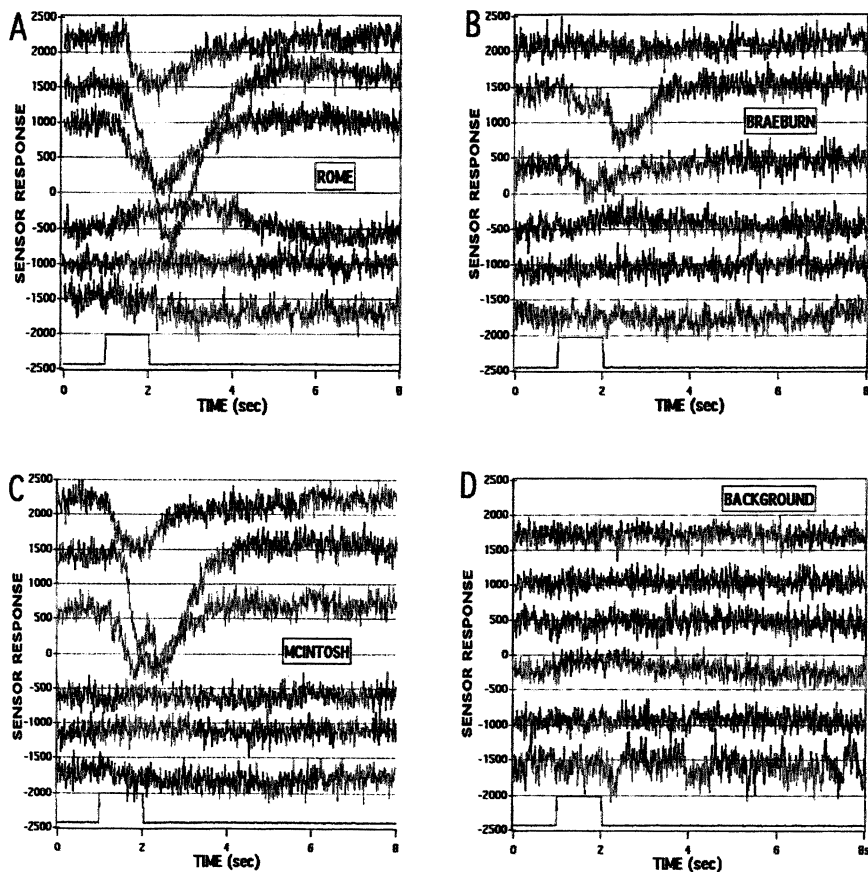 A
2500
2000
1500
1000
500
0
-500
-1000
-1500
-2000
-2500
SENSOR RESPONSE
ROME
0 2 4 6 8
TIME (sec)
B
2500
2000
1500
1000
500
0
-500
-1000
-1500
-2000
-2500
SENSOR RESPONSE
BRAEBURN
0 2 4 6 8
TIME (sec)
C
2500
2000
1500
1000
500
0
-500
-1000
-1500
-2000
-2500
SENSOR RESPONSE
MCINTOSH
0 2 4 6 8
TIME (sec)
D
2500
2000
1500
1000
500
0
-500
-1000
-1500
-2000
-2500
SENSOR RESPONSE
BACKGROUND
0 2 4 6 8s
TIME (sec)